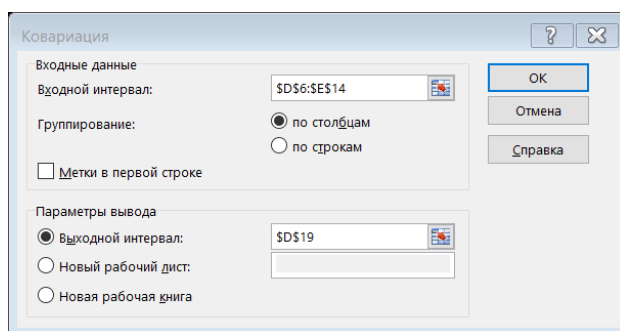 Ковариация
Входные данные
Входной интервал: $D$6:$E$14
Группирование: по столбцам
по строкам
Метки в первой строке
Параметры вывода
Выходной интервал: $D$19
Новый рабочий лист:
Новая рабочая книга
ОК
Отмена
Справка